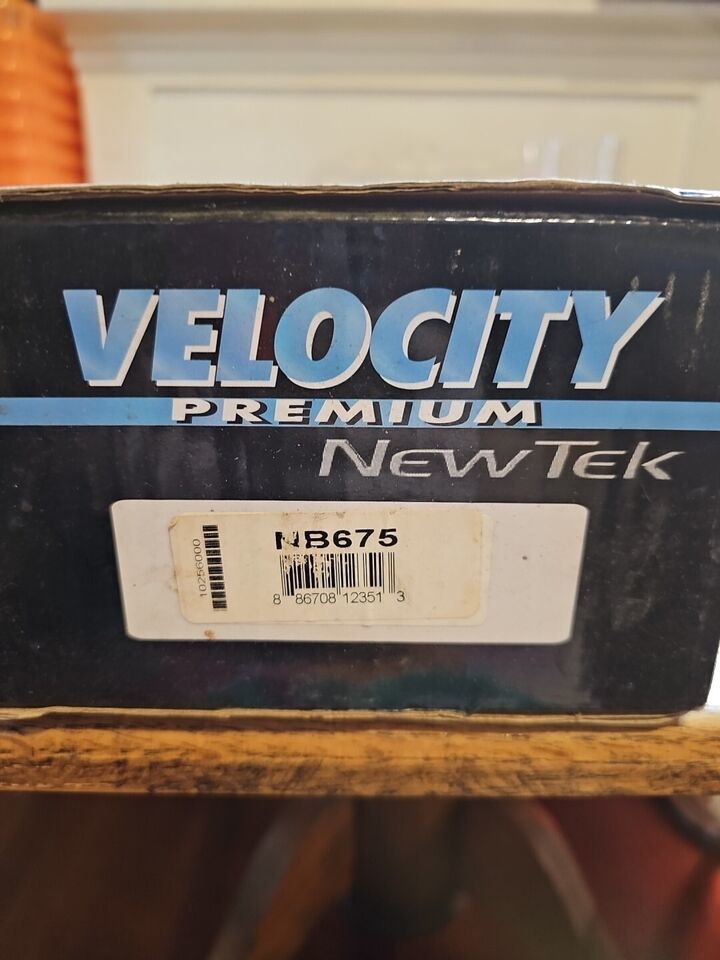 VELOCITY
PREMIUM
NEWTEK
NB675
10256000
8 86708 12351 3